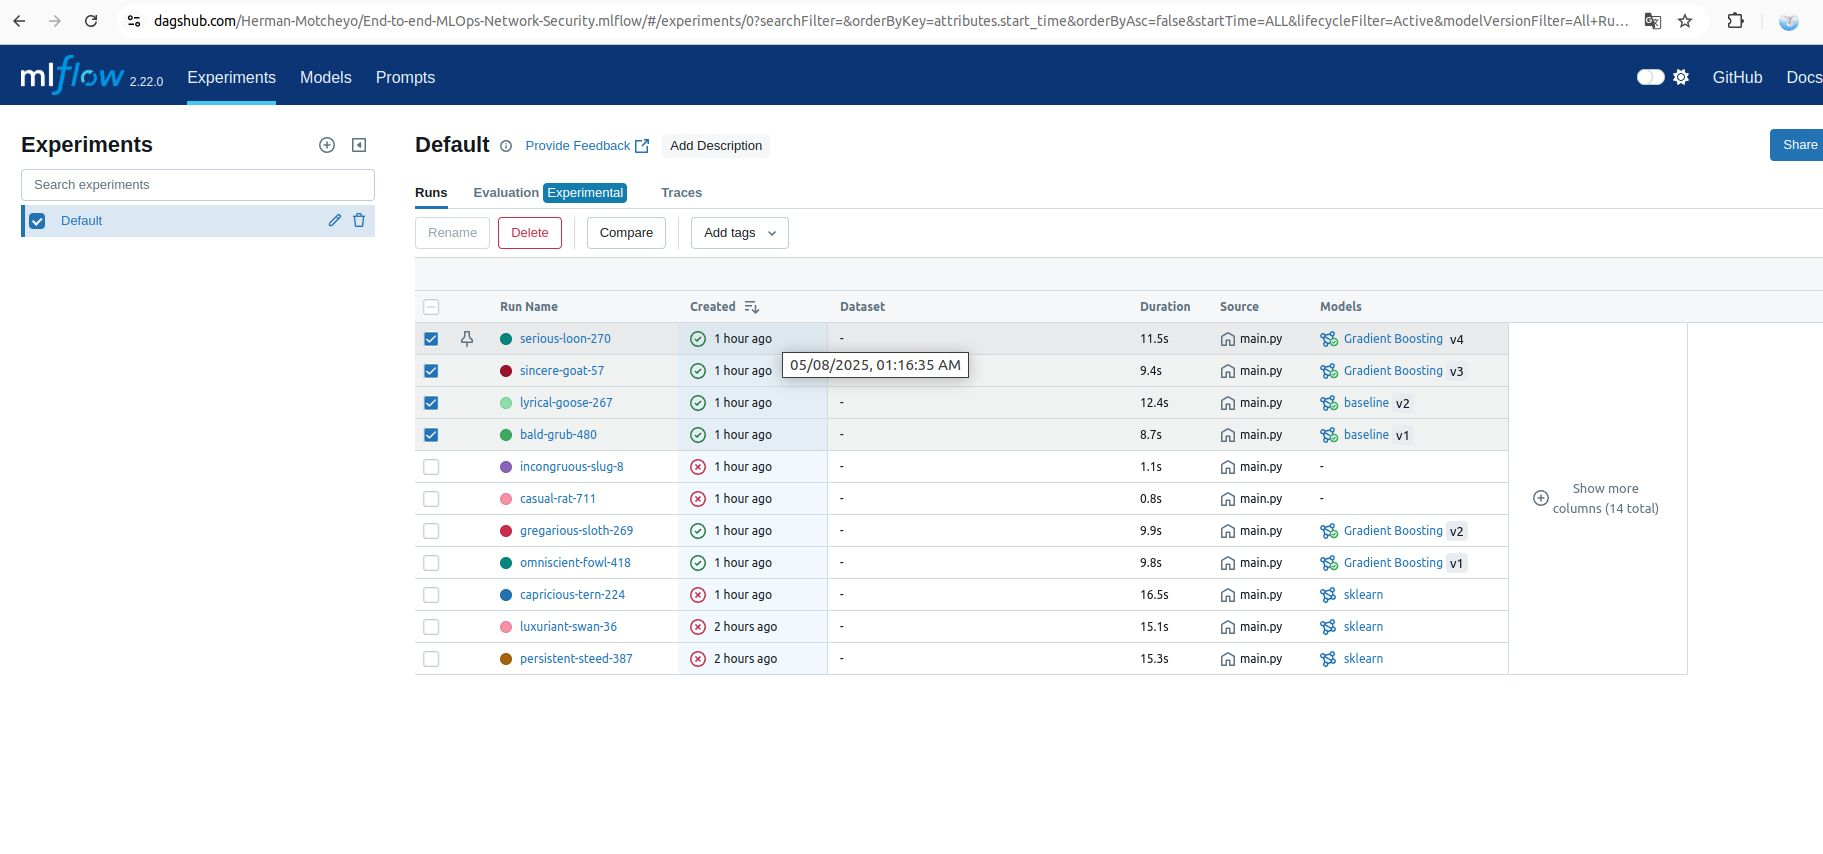 dagshub.com/Herman-Motcheyo/End-to-end-MLOps-Network-Security.mlflow/#/experiments/0?searchFilter=&orderByKey=attributes.start_time&orderByAsc=false&startTime=ALL&lifecycleFilter=Active&modelVersionFilter=All+Ru...
mlflow 2.22.0 Experiments Models Prompts GitHub Docs
Experiments
Search experiments
Default
Default Provide Feedback Add Description Share
Runs Evaluation Experimental Traces
Rename Delete Compare Add tags
Run Name Created Dataset Duration Source Models
serious-loon-270 1 hour ago - 11.5s main.py Gradient Boosting v4
05/08/2025, 01:16:35 AM
sincere-goat-57 1 hour ago 9.4s main.py Gradient Boosting v3
lyrical-goose-267 1 hour ago - 12.4s main.py baseline v2
bald-grub-480 1 hour ago - 8.7s main.py baseline v1
incongruous-slug-8 1 hour ago - 1.1s main.py -
casual-rat-711 1 hour ago - 0.8s main.py -
Show more
columns (14 total)
gregarious-sloth-269 1 hour ago - 9.9s main.py Gradient Boosting v2
omniscient-fowl-418 1 hour ago - 9.8s main.py Gradient Boosting v1
capricious-tern-224 1 hour ago - 16.5s main.py sklearn
luxuriant-swan-36 2 hours ago - 15.1s main.py sklearn
persistent-steed-387 2 hours ago - 15.3s main.py sklearn